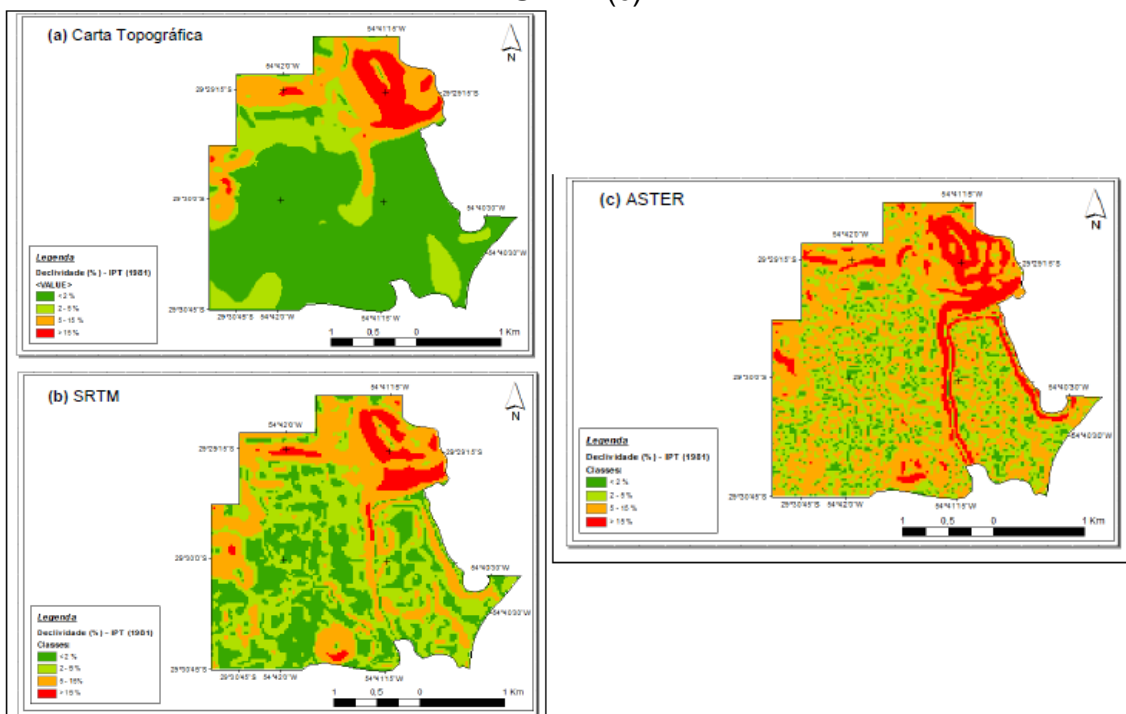 (a) Carta Topográfica
54°41'15"W
N
54°42'0"W
29°29'15"S
29°29'15"S
29°30'0"S
54°40'30"W
54°40'30"W
29°30'45"S
29°30'45"S 54°42'0"W
54°41'15"W
Legenda
Declividade (%) - IPT (1981)
<VALUE>
<2 %
2 - 5%
5 - 15%
> 15 %
1 0,5 0 1 Km
(b) SRTM
54°41'15"W
N
54°42'0"W
29°29'15"S
29°29'15"S
29°30'0"S
54°40'30"W
54°40'30"W
29°30'45"S
29°30'45"S 54°42'0"W
54°41'15"W
Legenda
Declividade (%) - IPT (1981)
Classes:
<2 %
2 - 5%
5 - 15%
> 15 %
1 0,5 0 1 Km
(c) ASTER
54°41'15"W
N
54°42'0"W
29°29'15"S
29°29'15"S
29°30'0"S
54°40'30"W
54°40'30"W
29°30'45"S
29°30'45"S 54°42'0"W
54°41'15"W
Legenda
Declividade (%) - IPT (1981)
Classes:
< 2 %
2 - 5%
5 - 15 %
> 15%
1 0,5 0 1 Km